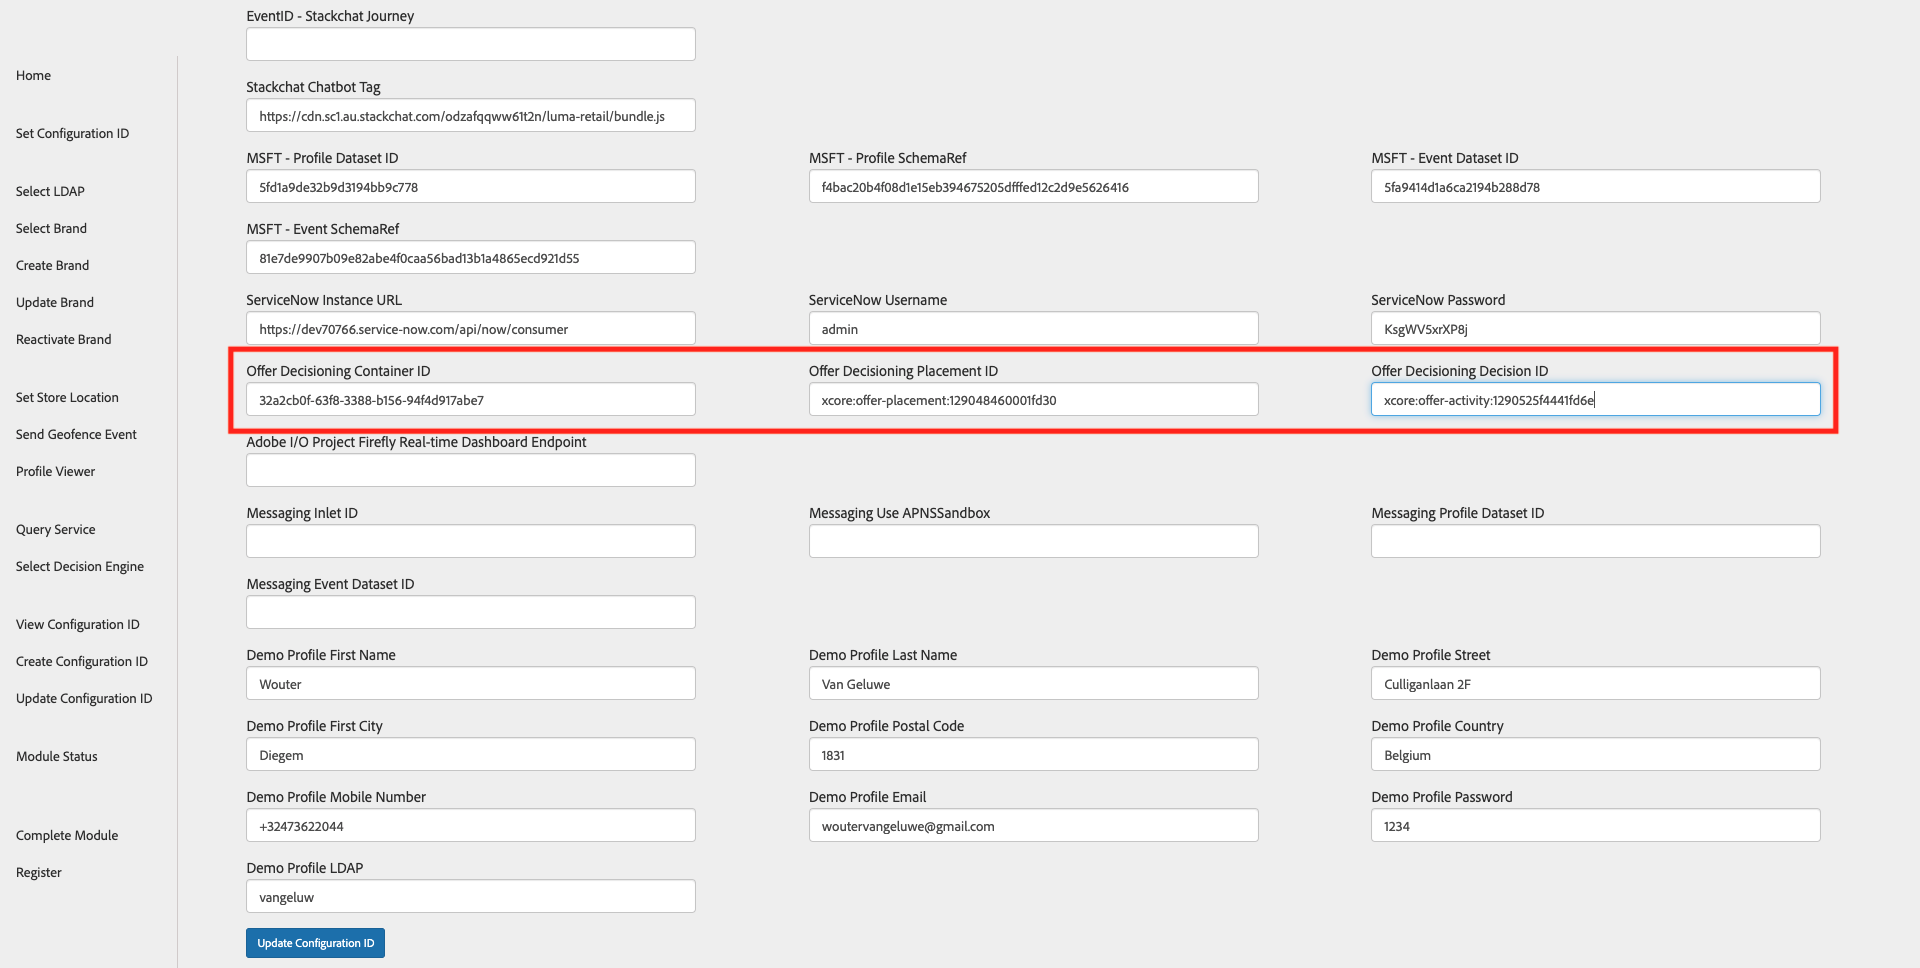 EventID - Stackchat Journey
Home
Stackchat Chatbot Tag
https://cdn.sc1.au.stackchat.com/odzafqqww61t2n/luma-retail/bundle.js
Set Configuration ID
MSFT - Profile Dataset ID
MSFT - Profile SchemaRef
MSFT - Event Dataset ID
5fd1a9de32b9d3194bb9c778
f4bac20b4f08d1e15eb394675205dfffed12c2d9e5626416
5fa9414d1a6ca2194b288d78
Select LDAP
Select Brand
MSFT - Event SchemaRef
81e7de9907b09e82abe4f0caa56bad13b1a4865ecd921d55
Create Brand
Update Brand
ServiceNow Instance URL
ServiceNow Username
ServiceNow Password
https://dev70766.service-now.com/api/now/consumer
admin
KsgWV5xrXP8j
Reactivate Brand
Offer Decisioning Container ID
Offer Decisioning Placement ID
Offer Decisioning Decision ID
32a2cb0f-63f8-3388-b156-94f4d917abe7
xcore:offer-placement:129048460001fd30
xcore:offer-activity:1290525f4441fd6e
Set Store Location
Send Geofence Event
Adobe I/O Project Firefly Real-time Dashboard Endpoint
Profile Viewer
Messaging Inlet ID
Messaging Use APNSSandbox
Messaging Profile Dataset ID
Query Service
Select Decision Engine
Messaging Event Dataset ID
View Configuration ID
Create Configuration ID
Demo Profile First Name
Demo Profile Last Name
Demo Profile Street
Wouter
Van Geluwe
Culliganlaan 2F
Update Configuration ID
Demo Profile First City
Demo Profile Postal Code
Demo Profile Country
Diegem
1831
Belgium
Module Status
Demo Profile Mobile Number
Demo Profile Email
Demo Profile Password
+32473622044
woutervangeluwe@gmail.com
1234
Complete Module
Register
Demo Profile LDAP
vangeluw
Update Configuration ID